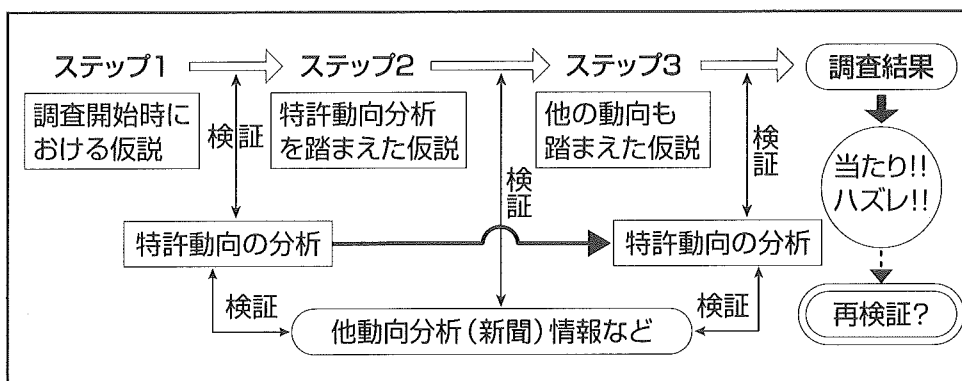 ステップ1
ステップ2
ステップ3
調査結果
調査開始時に
おける仮説
検証
特許動向分析
を踏まえた仮説
検証
他の動向も
踏まえた仮説
検証
当たり!!
ハズレ!!
特許動向の分析
特許動向の分析
検証
他動向分析(新聞)情報など
検証
再検証?